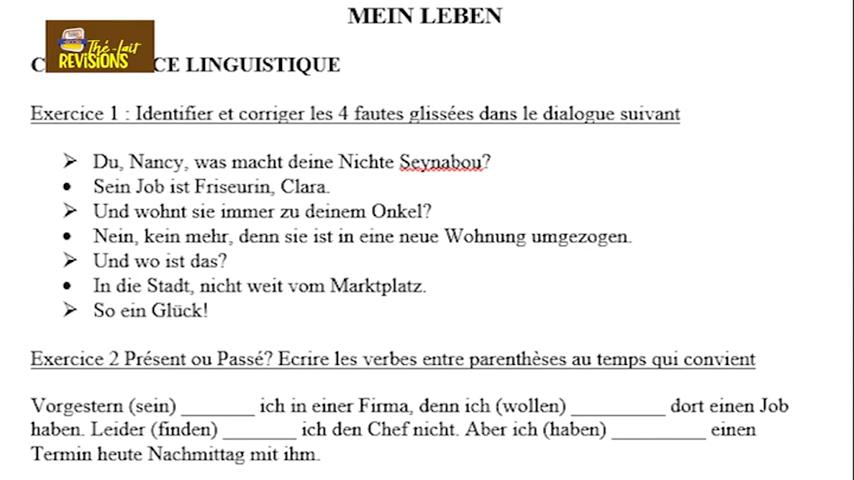 MEIN LEBEN
Thé-lait
REVISIONS
C CE LINGUISTIQUE
Exercice 1 : Identifier et corriger les 4 fautes glissées dans le dialogue suivant
➢ Du, Nancy, was macht deine Nichte Seynabou?
• Sein Job ist Friseurin, Clara.
➢ Und wohnt sie immer zu deinem Onkel?
• Nein, kein mehr, denn sie ist in eine neue Wohnung umgezogen.
➢ Und wo ist das?
• In die Stadt, nicht weit vom Marktplatz.
➢ So ein Glück!
Exercice 2 Présent ou Passé? Ecrire les verbes entre parenthèses au temps qui convient
Vorgestern (sein) _______ ich in einer Firma, denn ich (wollen) _________ dort einen Job
haben. Leider (finden) _______ ich den Chef nicht. Aber ich (haben) _________ einen
Termin heute Nachmittag mit ihm.